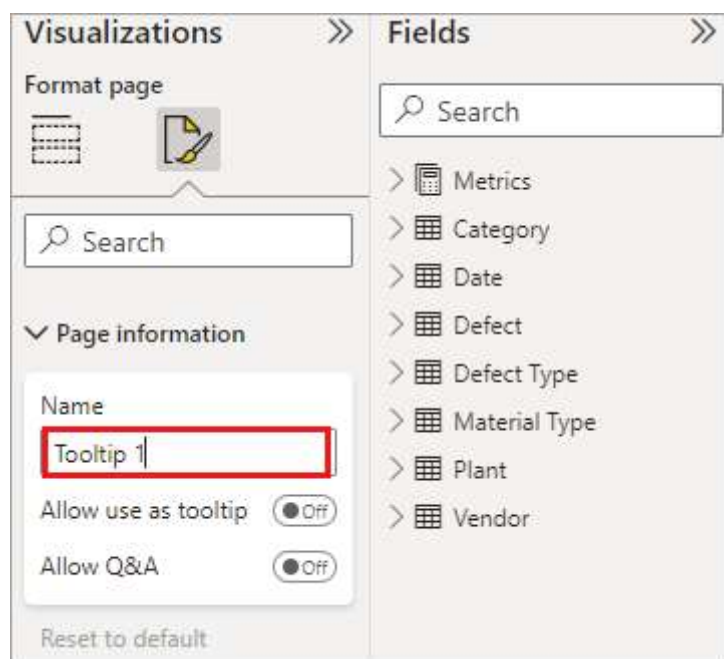 Visualizations
Format page
Search
Page information
Name
Tooltip 1
Allow use as tooltip
Off
Allow Q&A
Off
Reset to default
Fields
Search
Metrics
Category
Date
Defect
Defect Type
Material Type
Plant
Vendor